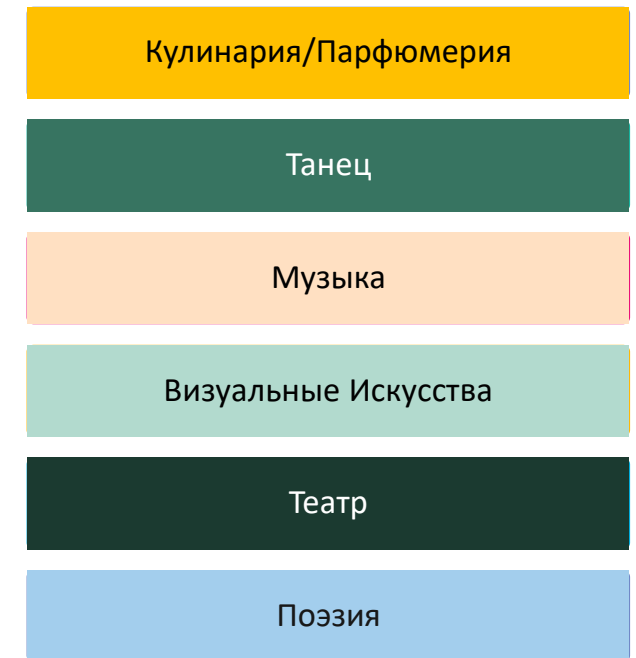 Кулинария/Парфюмерия
Танец
Музыка
Визуальные Искусства
Театр
Поэзия